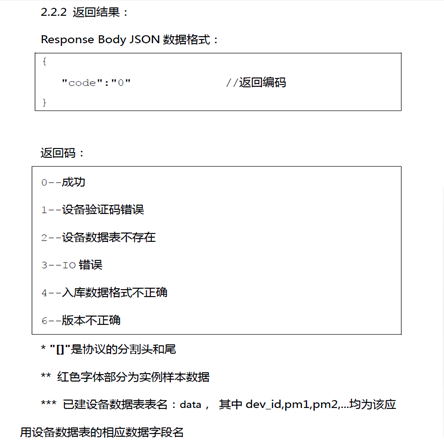 2.2.2 返回结果：
Response Body JSON 数据格式：
{
"code":"0" //返回编码
}
返回码：
0--成功
1--设备验证码错误
2--设备数据表不存在
3--IO 错误
4--入库数据格式不正确
6--版本不正确
* "[]"是协议的分割头和尾
** 红色字体部分为实例样本数据
*** 已建设备数据表表名：data ， 其中 dev_id,pm1,pm2,...均为该应
用设备数据表的相应数据字段名